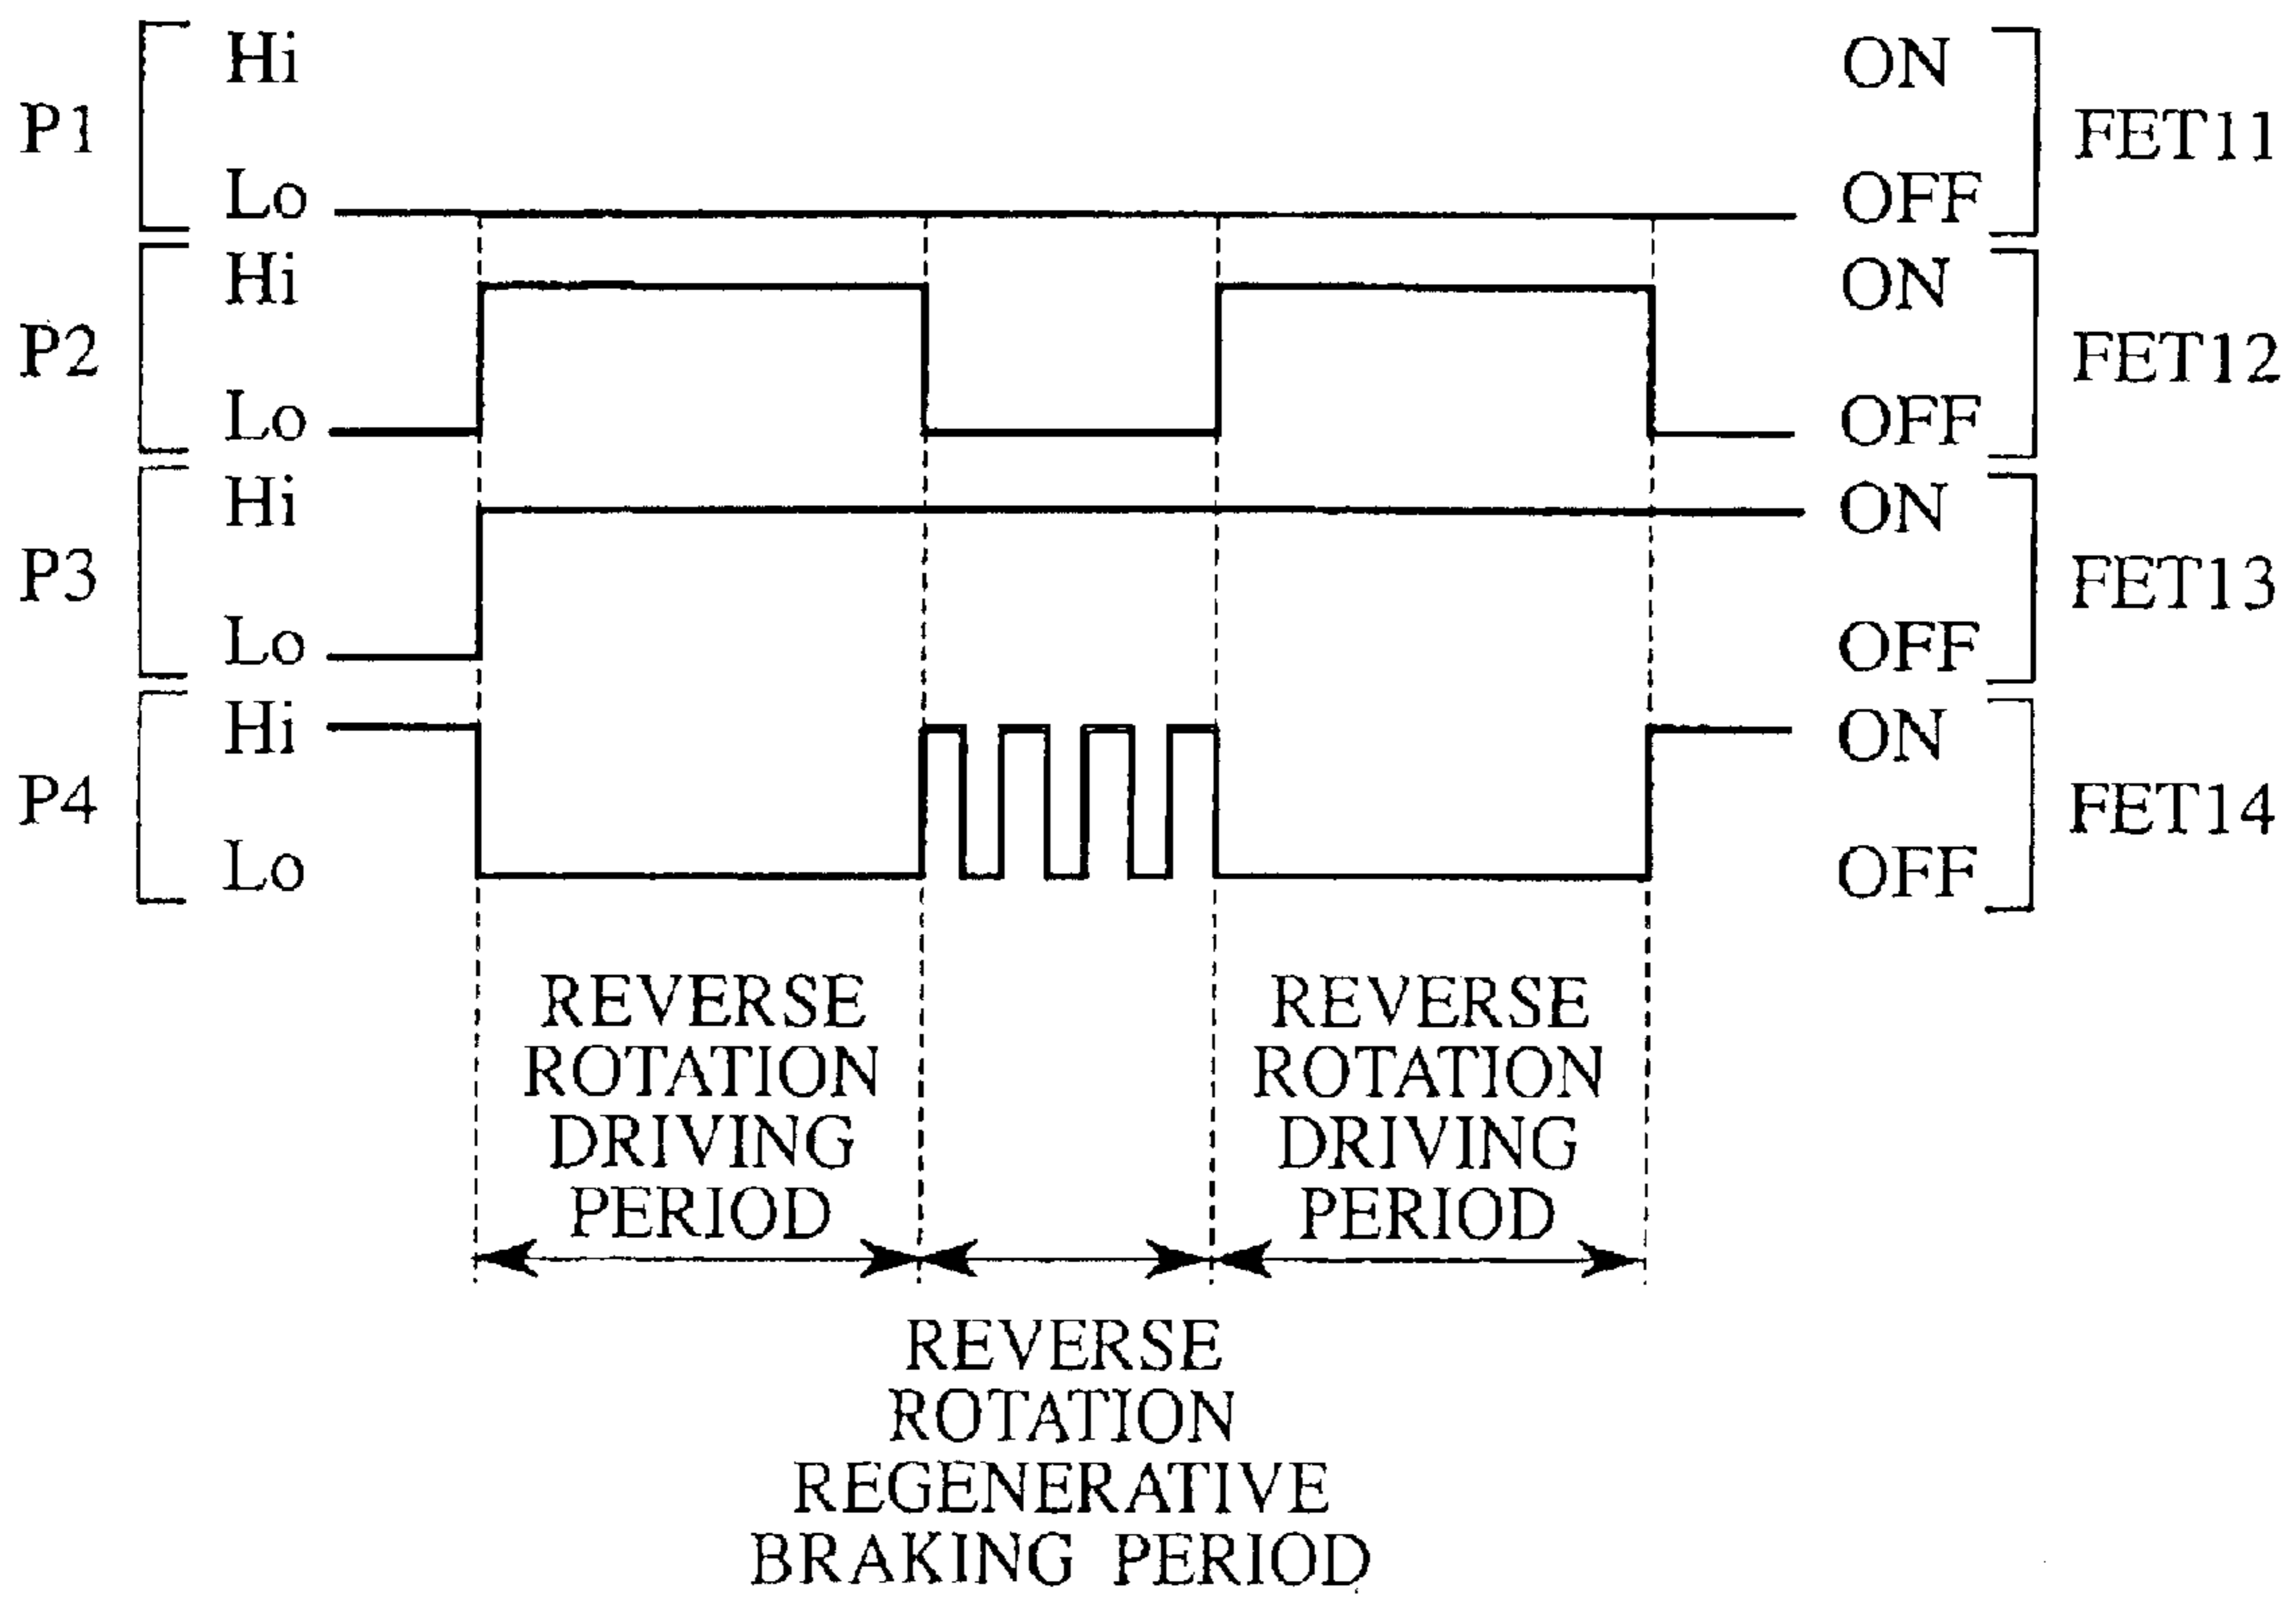 P1
Hi
Lo
ON
OFF
FET11
P2
Hi
Lo
ON
OFF
FET12
P3
Hi
Lo
ON
OFF
FET13
P4
Hi
Lo
ON
OFF
FET14
REVERSE
ROTATION
DRIVING
PERIOD
REVERSE
ROTATION
DRIVING
PERIOD
REVERSE
ROTATION
REGENERATIVE
BRAKING PERIOD